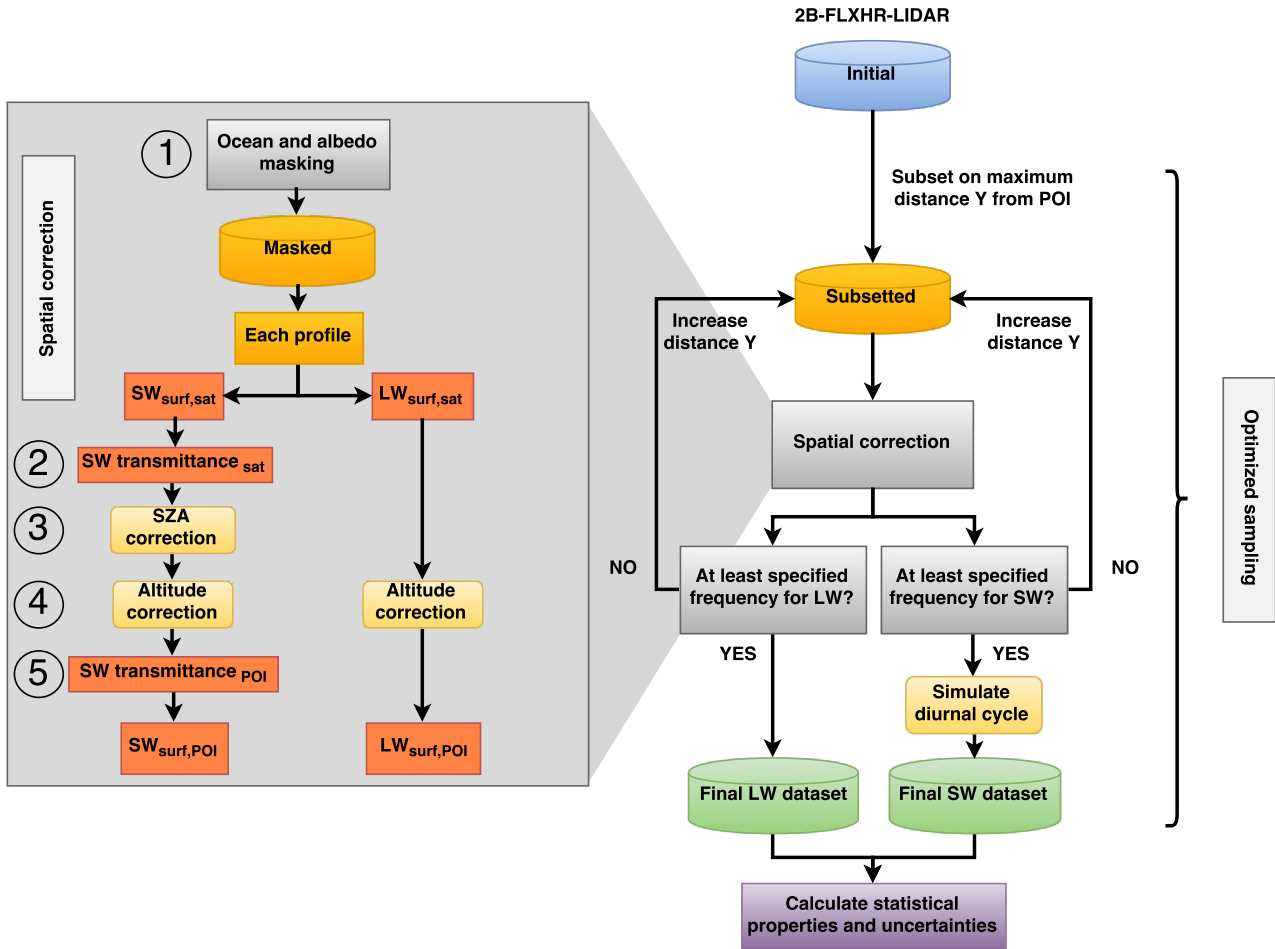 2B-FLXHR-LIDAR
Initial
Subset on maximum
distance Y from POI
Subsetted
Increase
distance Y
Increase
distance Y
Spatial correction
NO
At least specified
frequency for LW?
At least specified
frequency for SW?
NO
YES
YES
Simulate
diurnal cycle
Final LW dataset
Final SW dataset
Calculate statistical
properties and uncertainties
Optimized sampling
Spatial correction
1
Ocean and albedo
masking
Masked
Each profile
SWsurf,sat
LWsurf,sat
2
SW transmittance sat
3
SZA
correction
4
Altitude
correction
Altitude
correction
5
SW transmittance POI
SWsurf,POI
LWsurf,POI